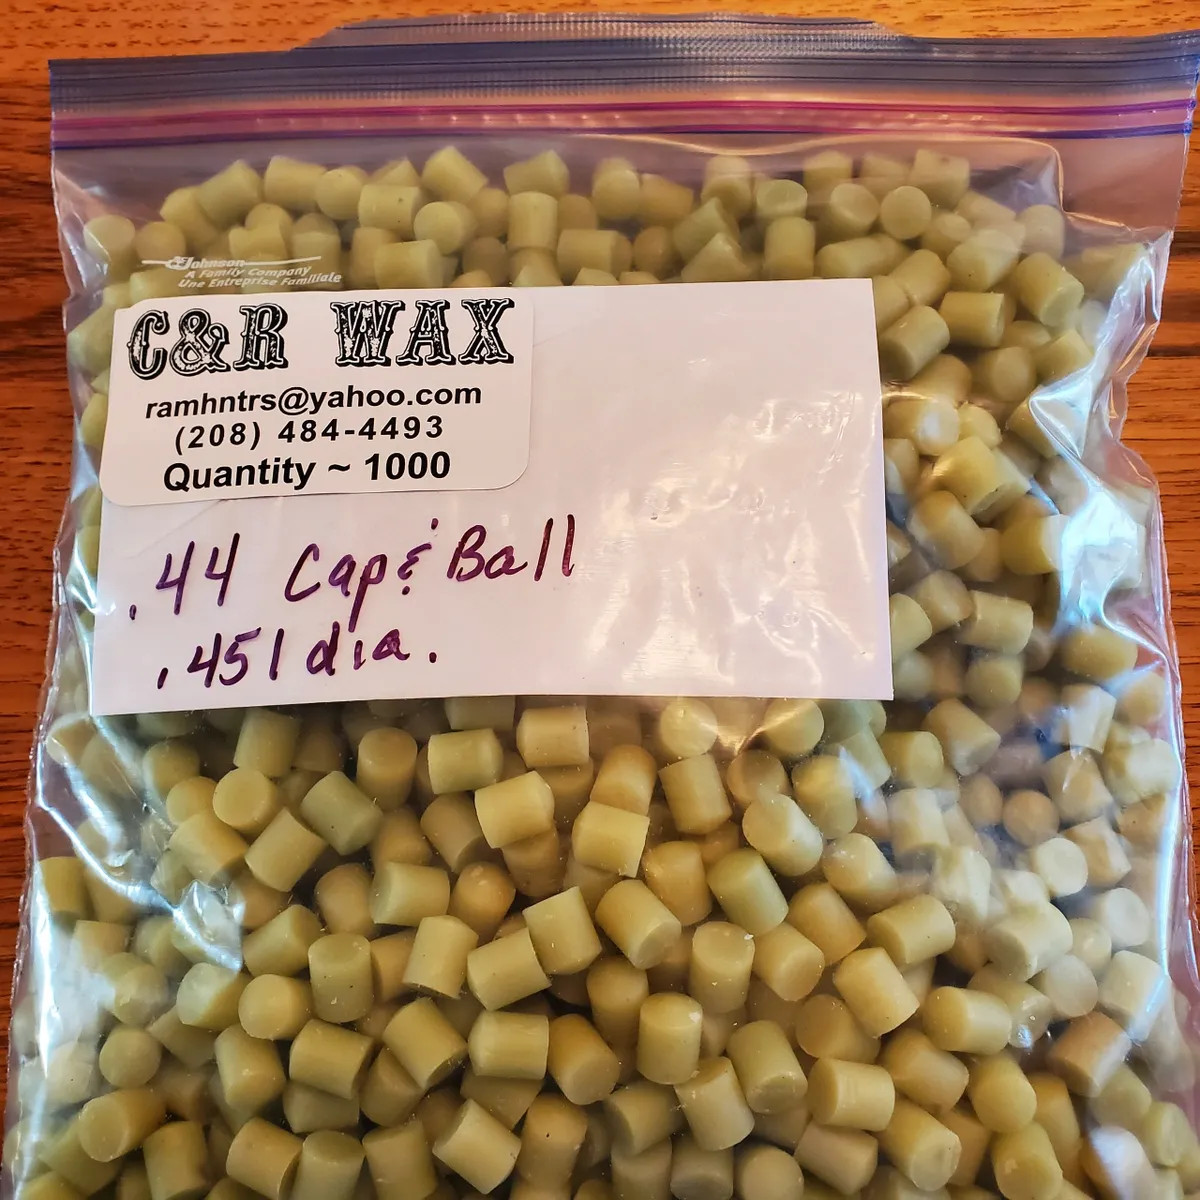 SC Johnson
A Family Company
Une Entreprise Familiale
C&R WAX
ramhntrs@yahoo.com
(208) 484-4493
Quantity ~ 1000
.44 Cap & Ball
.451 dia.